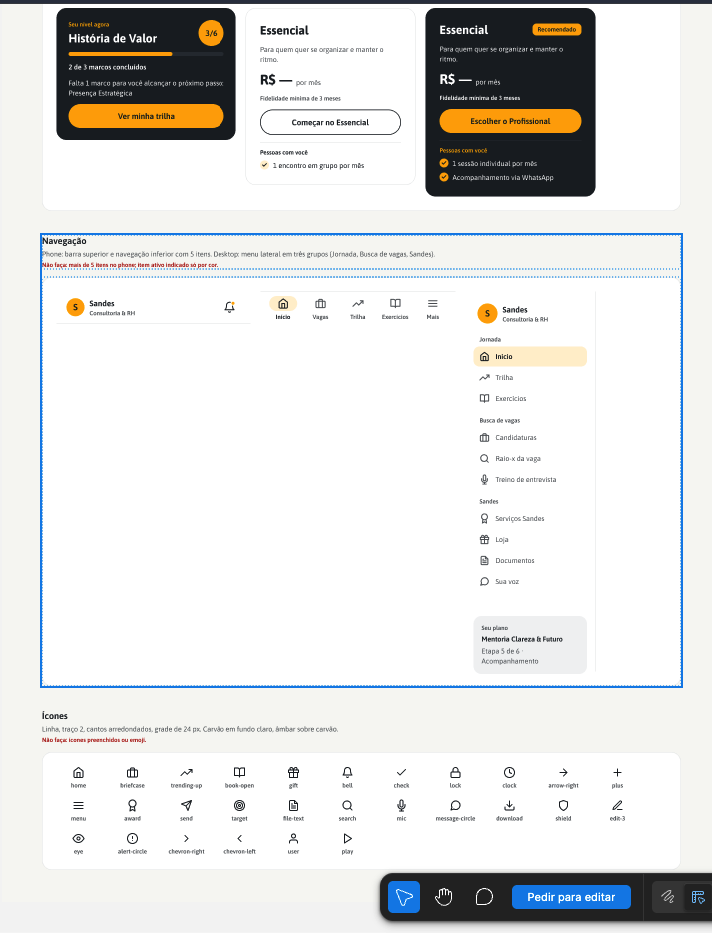 Seu nível agora
História de Valor
3/6
2 de 3 marcos concluídos
Falta 1 marco para você alcançar o próximo passo:
Presença Estratégica
Ver minha trilha
Essencial
Para quem quer se organizar e manter o
ritmo.
R$ — por mês
Fidelidade mínima de 3 meses
Começar no Essencial
Pessoas com você
1 encontro em grupo por mês
Essencial
Recomendado
Para quem quer se organizar e manter o
ritmo.
R$ — por mês
Fidelidade mínima de 3 meses
Escolher o Profissional
Pessoas com você
1 sessão individual por mês
Acompanhamento via WhatsApp
Navegação
Phone: barra superior e navegação inferior com 5 itens. Desktop: menu lateral em três grupos (Jornada, Busca de vagas, Sandes).
Não faça: mais de 5 itens no phone; item ativo indicado só por cor.
S
Sandes
Consultoria & RH
Início
Vagas
Trilha
Exercícios
Mais
S
Sandes
Consultoria & RH
Jornada
Início
Trilha
Exercícios
Busca de vagas
Candidaturas
Raio-x da vaga
Treino de entrevista
Sandes
Serviços Sandes
Loja
Documentos
Sua voz
Seu plano
Mentoria Clareza & Futuro
Etapa 5 de 6 ·
Acompanhamento
Ícones
Linha, traço 2, cantos arredondados, grade de 24 px. Carvão em fundo claro, âmbar sobre carvão.
Não faça: ícones preenchidos ou emoji.
home
briefcase
trending-up
book-open
gift
bell
check
lock
clock
arrow-right
plus
menu
award
send
target
file-text
search
mic
message-circle
download
shield
edit-3
eye
alert-circle
chevron-right
chevron-left
user
play
Pedir para editar